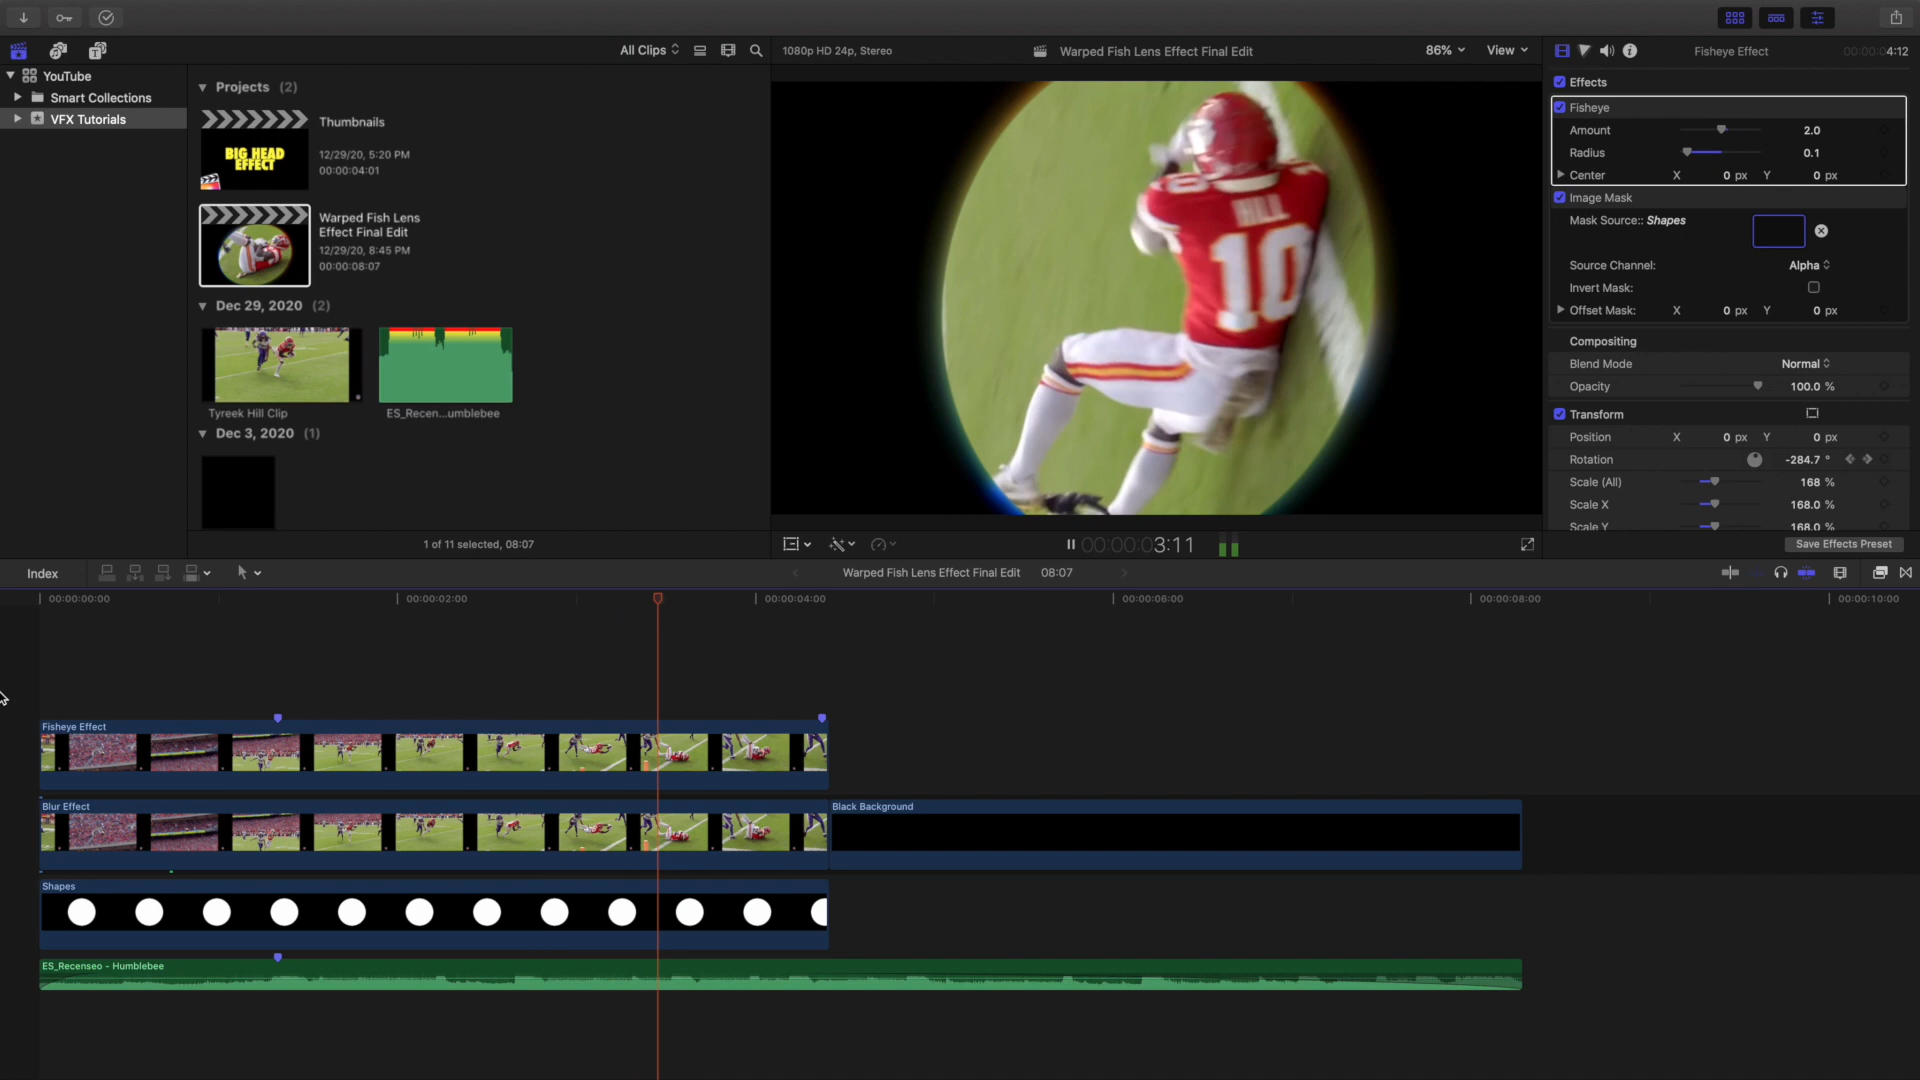 All Clips
1080p HD 24p, Stereo
Warped Fish Lens Effect Final Edit
86%
View
Fisheye Effect
00:00:04:12
YouTube
Smart Collections
VFX Tutorials
Projects (2)
Thumbnails
12/29/20, 5:20 PM
00:00:04:01
BIG HEAD
EFFECT
Warped Fish Lens
Effect Final Edit
12/29/20, 8:45 PM
00:00:08:07
Dec 29, 2020 (2)
Tyreek Hill Clip
ES_Recen...umblebee
Dec 3, 2020 (1)
1 of 11 selected, 08:07
HILL
10
00:00:03:11
Effects
Fisheye
Amount 2.0
Radius 0.1
Center X 0 px Y 0 px
Image Mask
Mask Source:: Shapes
Source Channel: Alpha
Invert Mask:
Offset Mask: X 0 px Y 0 px
Compositing
Blend Mode Normal
Opacity 100.0 %
Transform
Position X 0 px Y 0 px
Rotation -284.7 °
Scale (All) 168 %
Scale X 168.0 %
Scale Y 168.0 %
Save Effects Preset
Index
Warped Fish Lens Effect Final Edit 08:07
00:00:00:00 00:00:02:00 00:00:04:00 00:00:06:00 00:00:08:00 00:00:10:00
Fisheye Effect
Blur Effect
Black Background
Shapes
ES_Recenseo - Humblebee